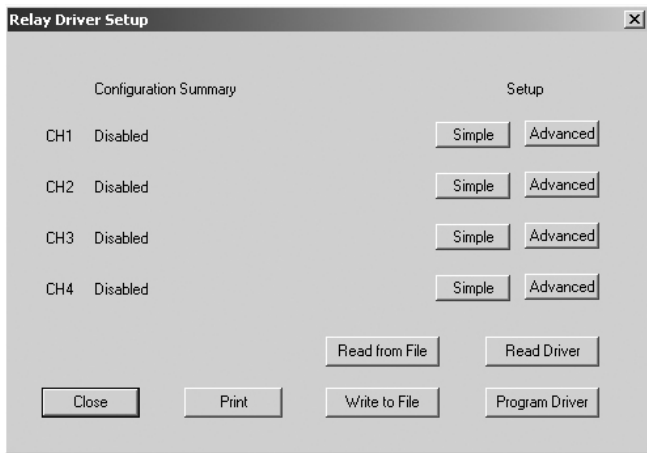 Relay Driver Setup
Configuration Summary Setup
CH1 Disabled Simple Advanced
CH2 Disabled Simple Advanced
CH3 Disabled Simple Advanced
CH4 Disabled Simple Advanced
Read from File Read Driver
Close Print Write to File Program Driver